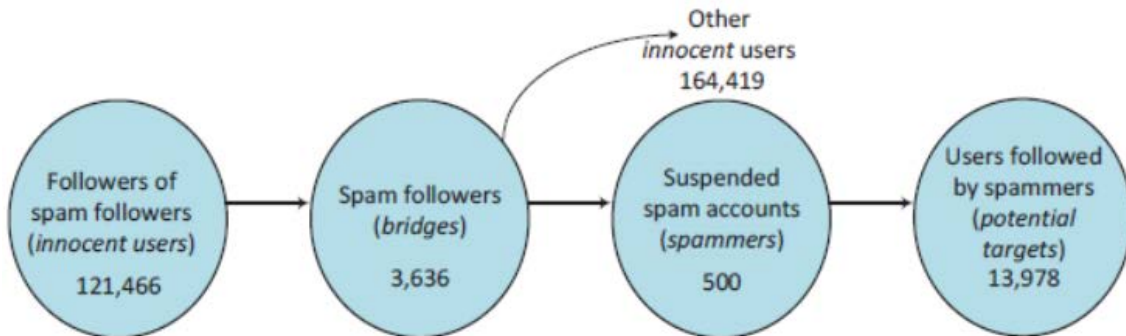 Other
innocent users
164,419
Followers of
spam followers
(innocent users)
121,466
Spam followers
(bridges)
3,636
Suspended
spam accounts
(spammers)
500
Users followed
by spammers
(potential
targets)
13,978